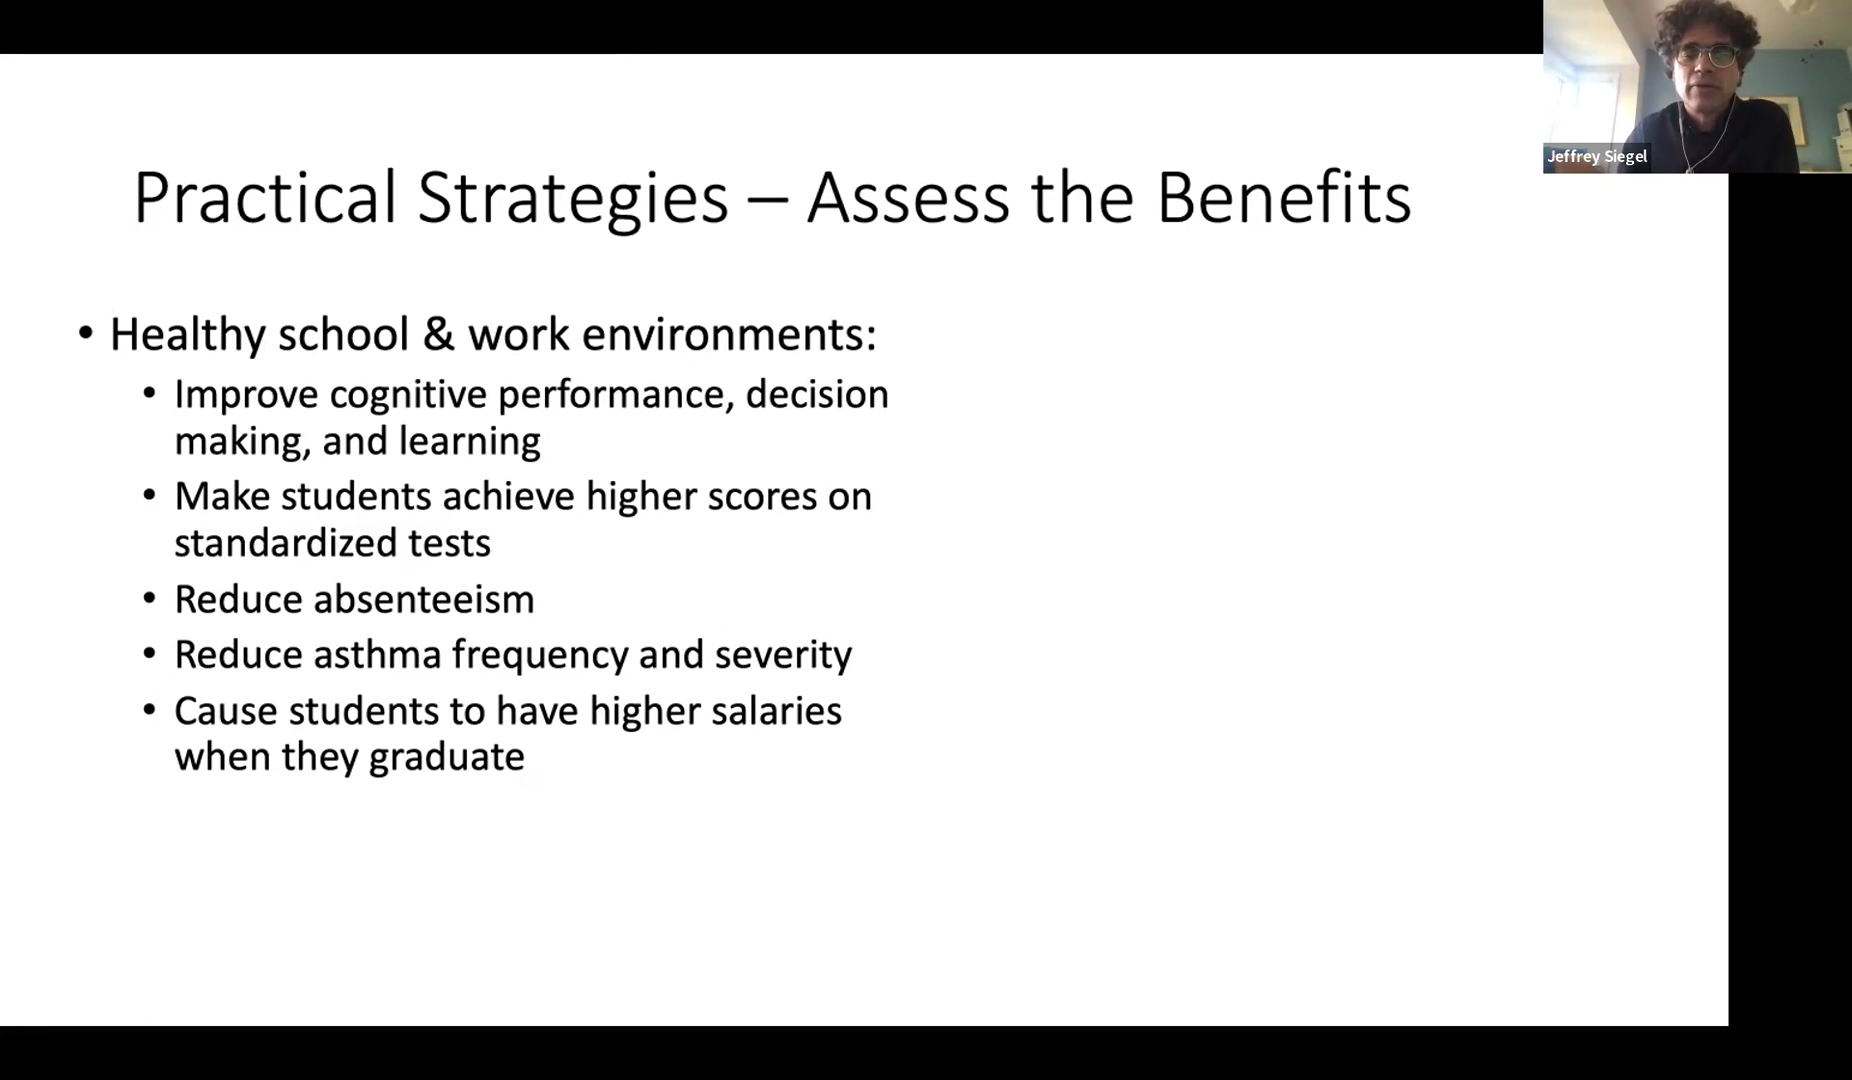 Jeffrey Siegel
Practical Strategies – Assess the Benefits
• Healthy school & work environments:
• Improve cognitive performance, decision
making, and learning
• Make students achieve higher scores on
standardized tests
• Reduce absenteeism
• Reduce asthma frequency and severity
• Cause students to have higher salaries
when they graduate